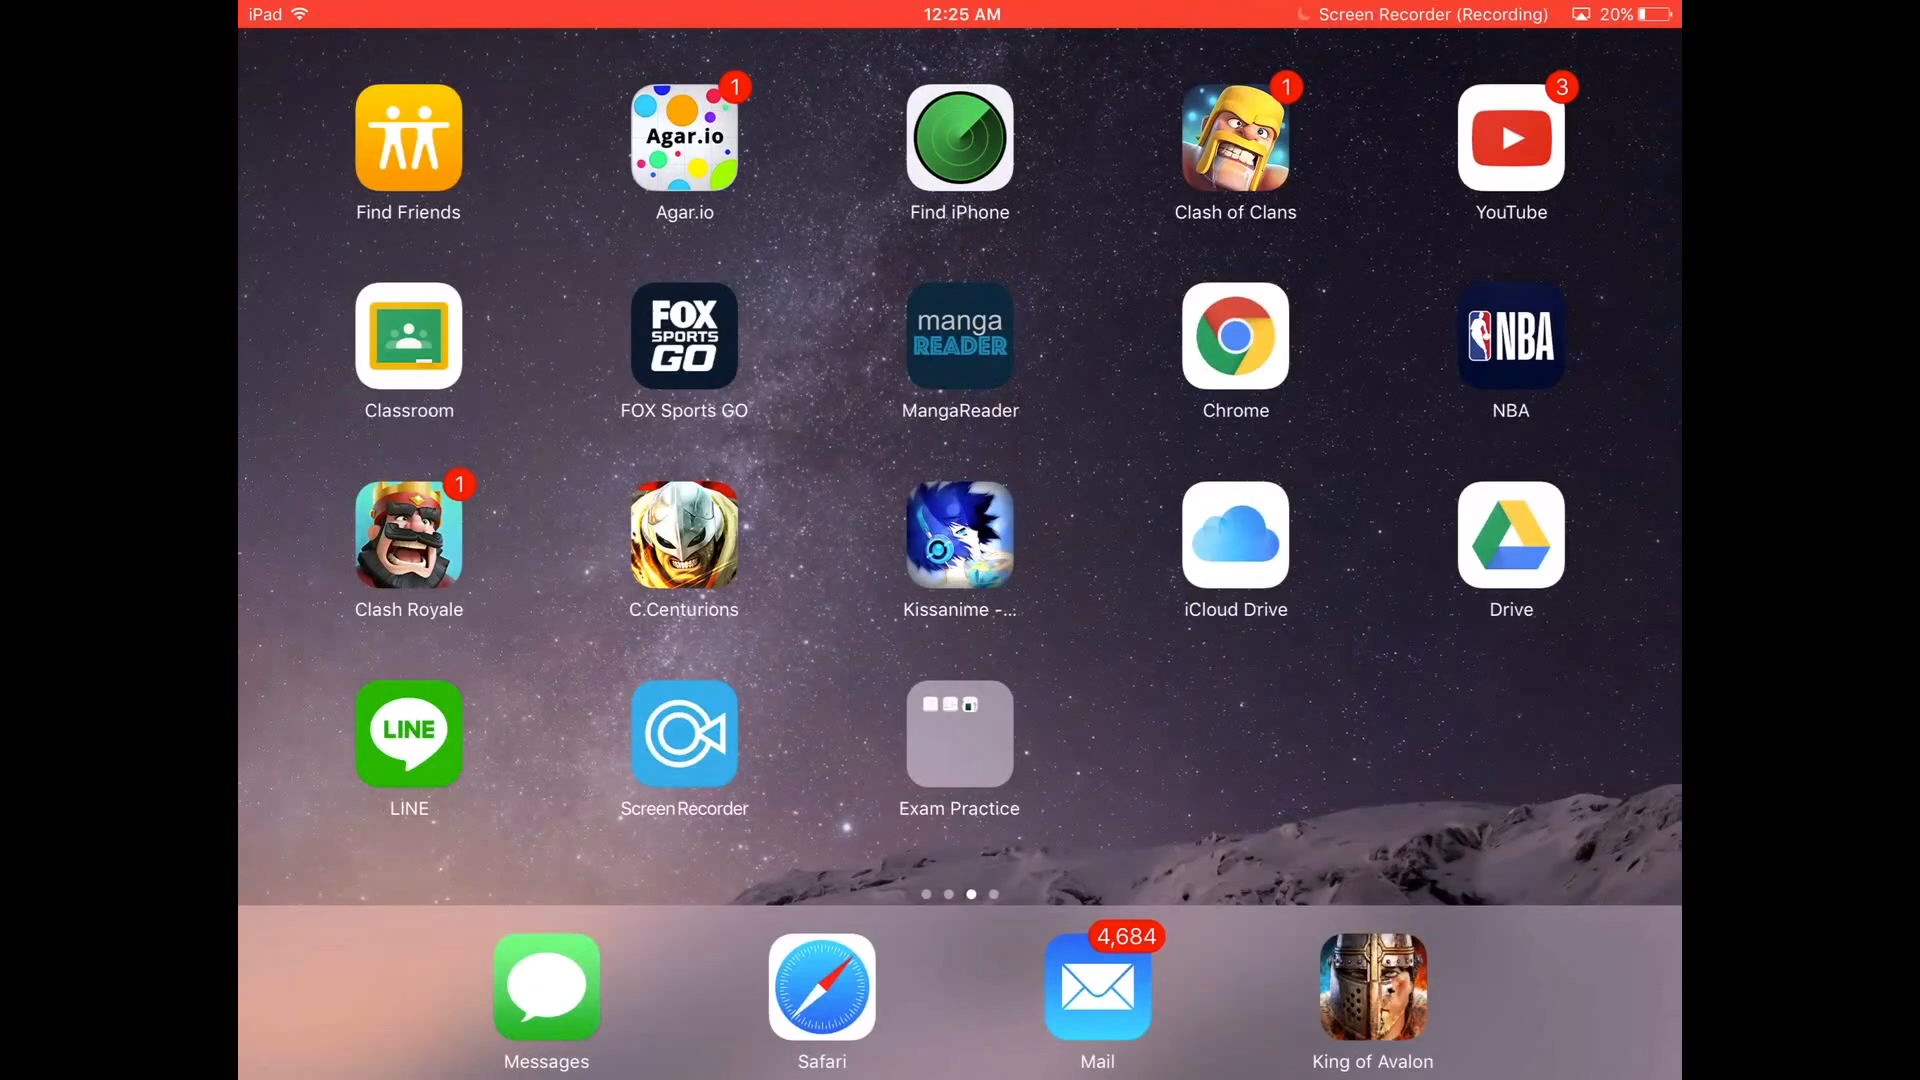 iPad 12:25 AM Screen Recorder (Recording) 20%
1 1 3
Agar.io
Find Friends Agar.io Find iPhone Clash of Clans YouTube
FOX
SPORTS
GO
manga
READER
NBA
Classroom FOX Sports GO MangaReader Chrome NBA
1
Clash Royale C.Centurions Kissanime -... iCloud Drive Drive
LINE
LINE Screen Recorder Exam Practice
4,684
Messages Safari Mail King of Avalon